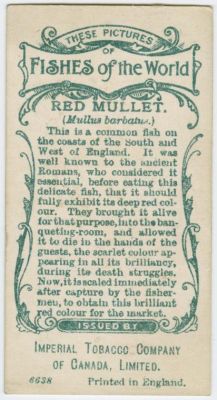 THESE PICTURES
OF
FISHES of the World
RED MULLET.
(Mullus barbatus.)
This is a common fish on
the coasts of the South and
West of England. It was
well known to the ancient
Romans, who considered it
essential, before eating this
delicate fish, that it should
fully exhibit its deep red col-
our. They brought it alive
for that purpose, into the ban-
queting-room, and allowed
it to die in the hands of the
guests, the scarlet colour app-
earing in all its brilliancy,
during its death struggles.
Now, it is scaled immediately
after capture by the fisher-
men, to obtain this brilliant
red colour for the market.
ISSUED BY
IMPERIAL TOBACCO COMPANY
OF CANADA, LIMITED.
6638 Printed in England.